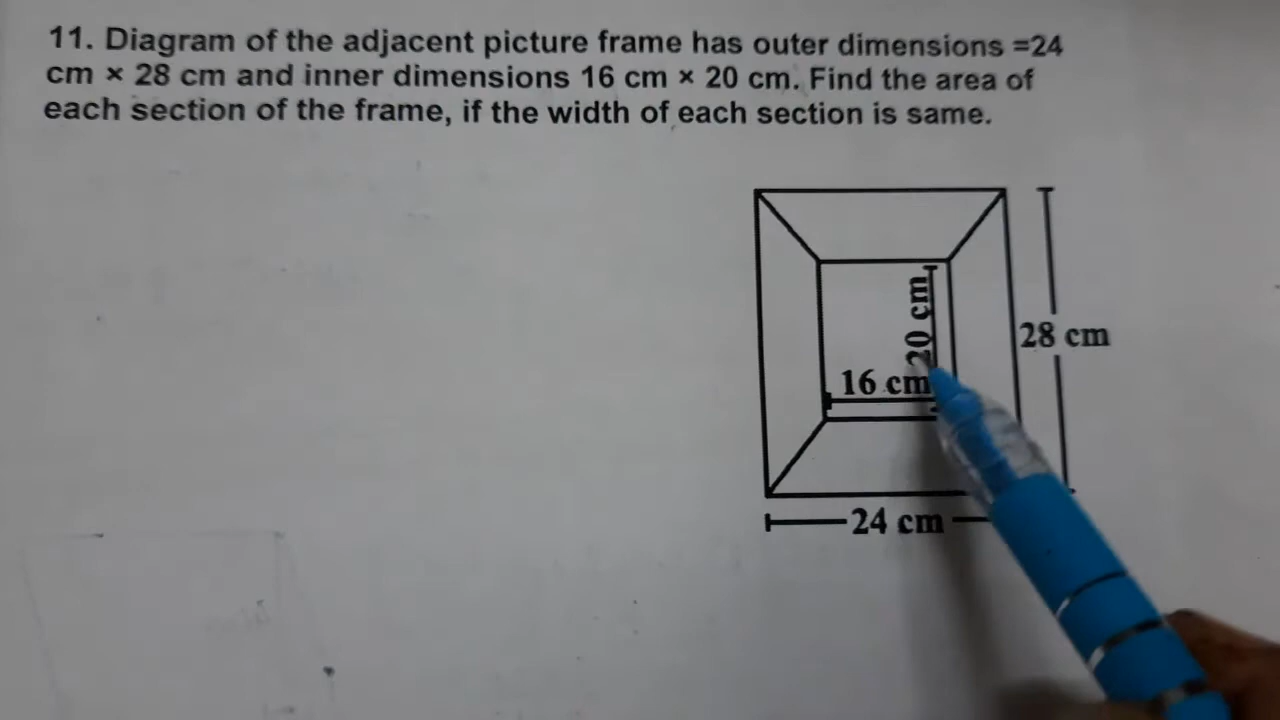 11. Diagram of the adjacent picture frame has outer dimensions =24
cm × 28 cm and inner dimensions 16 cm × 20 cm. Find the area of
each section of the frame, if the width of each section is same.
20 cm
28 cm
16 cm
24 cm